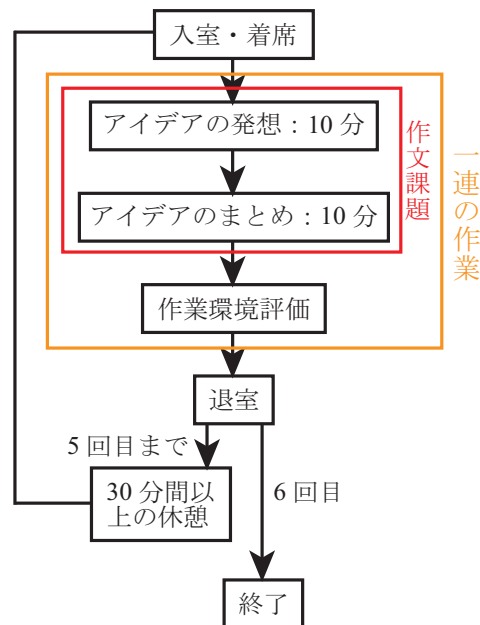 入室・着席
アイデアの発想：10 分
アイデアのまとめ：10 分
作文課題
一連の作業
作業環境評価
退室
5 回目まで
30 分間以
上の休憩
6 回目
終了